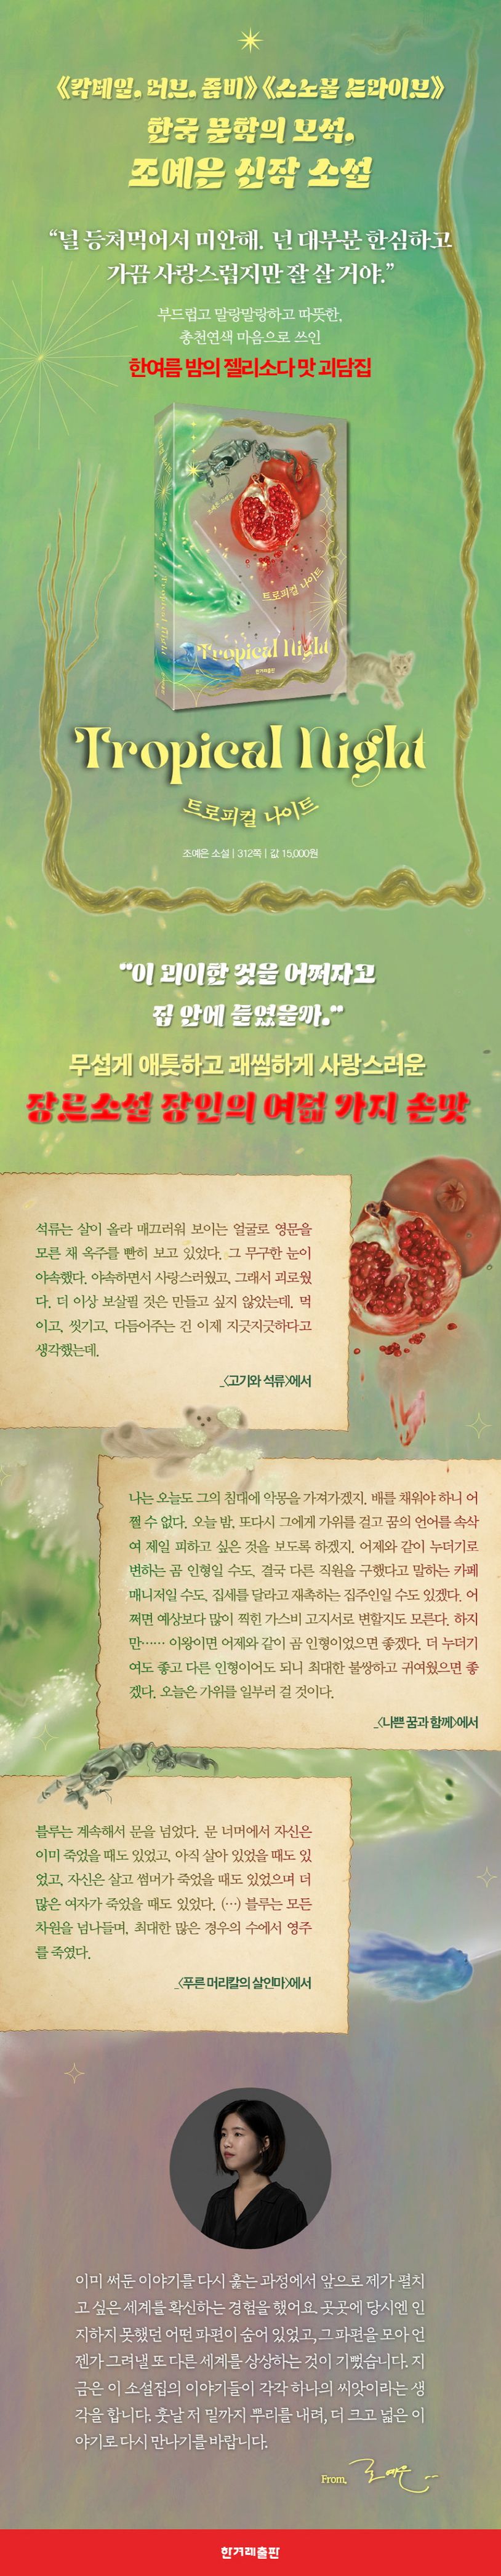 《칵테일, 러브, 좀비》《스노볼 드라이브》
한국 문학의 보석,
조예은 신작 소설
“널 등쳐먹어서 미안해. 넌 대부분 한심하고
가끔 사랑스럽지만 잘 살 거야.”
부드럽고 말랑말랑하고 따뜻한,
총천연색 마음으로 쓰인
한여름 밤의 젤리소다 맛 괴담집
트로피컬 나이트
Tropical Night
한겨레출판
Tropical Night
트로피컬 나이트
조예은 소설 | 312쪽 | 값 15,000원
“이 괴이한 것을 어쩌자고
집 안에 들였을까.”
무섭게 애틋하고 괘씸하게 사랑스러운
장르소설 장인의 여덟 가지 손맛
석류는 살이 올라 매끄러워 보이는 얼굴로 영문을
모른 채 옥주를 빤히 보고 있었다. 그 무구한 눈이
야속했다. 야속하면서 사랑스러웠고, 그래서 괴로웠
다. 더 이상 보살필 것은 만들고 싶지 않았는데. 먹
이고, 씻기고, 다듬어주는 건 이제 지긋지긋하다고
생각했는데.
_〈고기와 석류〉에서
나는 오늘도 그의 침대에 악몽을 가져가겠지. 배를 채워야 하니 어
쩔 수 없다. 오늘 밤, 또다시 그에게 가위를 걸고 꿈의 언어를 속삭
여 제일 피하고 싶은 것을 보도록 하겠지. 어제와 같이 누더기로
변하는 곰 인형일 수도, 결국 다른 직원을 구했다고 말하는 카페
매니저일 수도, 집세를 달라고 재촉하는 집주인일 수도 있겠다. 어
쩌면 예상보다 많이 찍힌 가스비 고지서로 변할지도 모른다. 하지
만…… 이왕이면 어제와 같이 곰 인형이었으면 좋겠다. 더 누더기
여도 좋고 다른 인형이어도 되니 최대한 불쌍하고 귀여웠으면 좋
겠다. 오늘은 가위를 일부러 걸 것이다.
_〈나쁜 꿈과 함께〉에서
블루는 계속해서 문을 넘었다. 문 너머에서 자신은
이미 죽었을 때도 있었고, 아직 살아 있었을 때도 있
었고, 자신은 살고 썸머가 죽었을 때도 있었으며 더
많은 여자가 죽었을 때도 있었다. (…) 블루는 모든
차원을 넘나들며, 최대한 많은 경우의 수에서 영주
를 죽였다.
_〈푸른 머리칼의 살인마〉에서
이미 써둔 이야기를 다시 훑는 과정에서 앞으로 제가 펼치
고 싶은 세계를 확신하는 경험을 했어요. 곳곳에 당시엔 인
지하지 못했던 어떤 파편이 숨어 있었고, 그 파편을 모아 언
젠가 그려낼 또 다른 세계를 상상하는 것이 기뻤습니다. 지
금은 이 소설집의 이야기들이 각각 하나의 씨앗이라는 생
각을 합니다. 훗날 저 밑까지 뿌리를 내려, 더 크고 넓은 이
야기로 다시 만나기를 바랍니다.
From. 조예은
한겨레출판